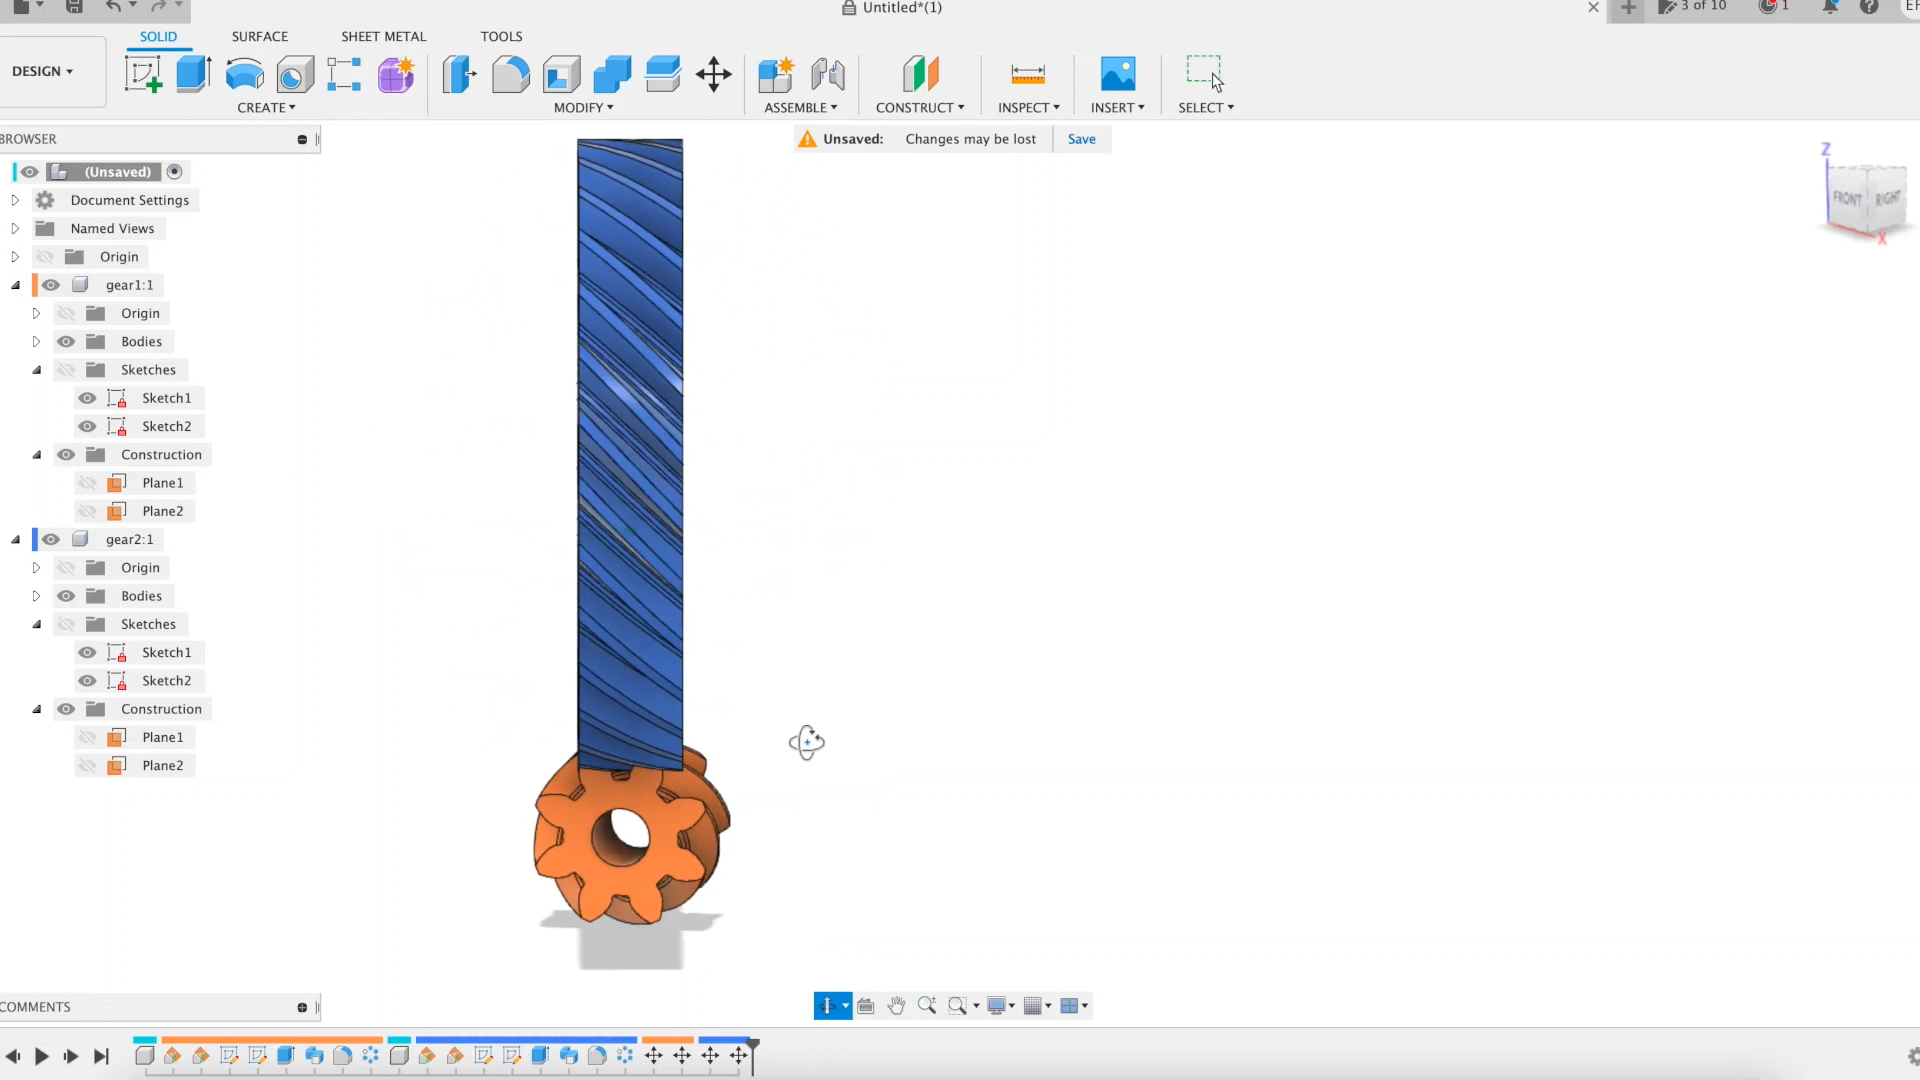 Untitled*(1)
3 of 10
1
SOLID
SURFACE
SHEET METAL
TOOLS
DESIGN
CREATE
MODIFY
ASSEMBLE
CONSTRUCT
INSPECT
INSERT
SELECT
BROWSER
Unsaved: Changes may be lost Save
(Unsaved)
Document Settings
Named Views
Origin
gear1:1
Origin
Bodies
Sketches
Sketch1
Sketch2
Construction
Plane1
Plane2
gear2:1
Origin
Bodies
Sketches
Sketch1
Sketch2
Construction
Plane1
Plane2
Z
FRONT RIGHT
X
COMMENTS